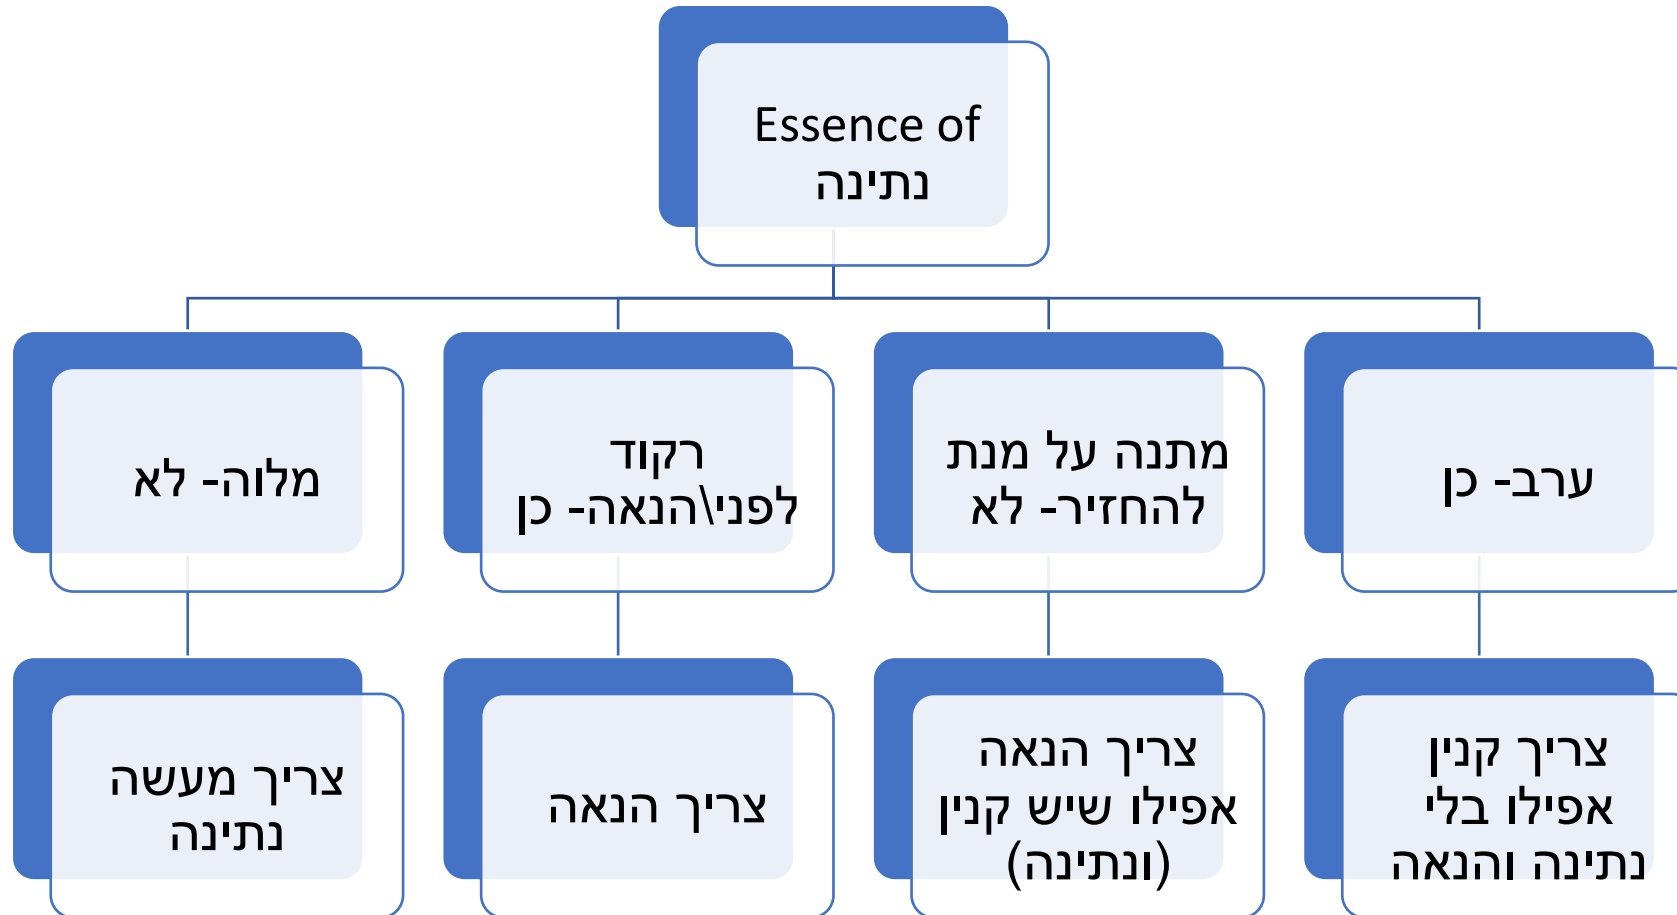 Essence of
נתינה
מלוה- לא
רקוד
לפני\הנאה- כן
מתנה על מנת
להחזיר- לא
ערב- כן
צריך מעשה
נתינה
צריך הנאה
צריך הנאה
אפילו שיש קנין
(ונתינה)
צריך קנין
אפילו בלי
נתינה והנאה